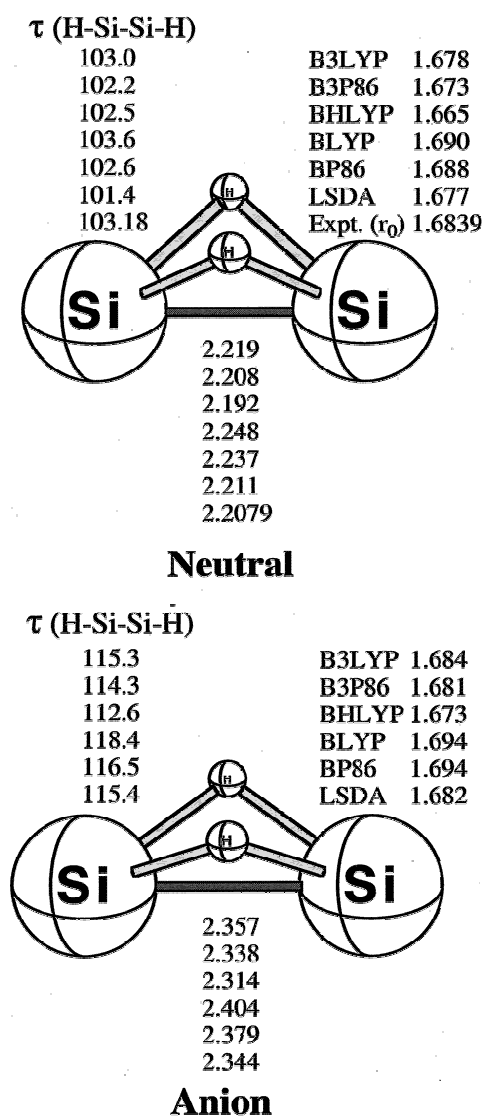 τ (H-Si-Si-H)
103.0 B3LYP 1.678
102.2 B3P86 1.673
102.5 BHLYP 1.665
103.6 BLYP 1.690
102.6 BP86 1.688
101.4 LSDA 1.677
103.18 Expt. (r0) 1.6839
H
H
Si Si
2.219
2.208
2.192
2.248
2.237
2.211
2.2079
Neutral
τ (H-Si-Si-H)
115.3 B3LYP 1.684
114.3 B3P86 1.681
112.6 BHLYP 1.673
118.4 BLYP 1.694
116.5 BP86 1.694
115.4 LSDA 1.682
H
H
Si Si
2.357
2.338
2.314
2.404
2.379
2.344
Anion